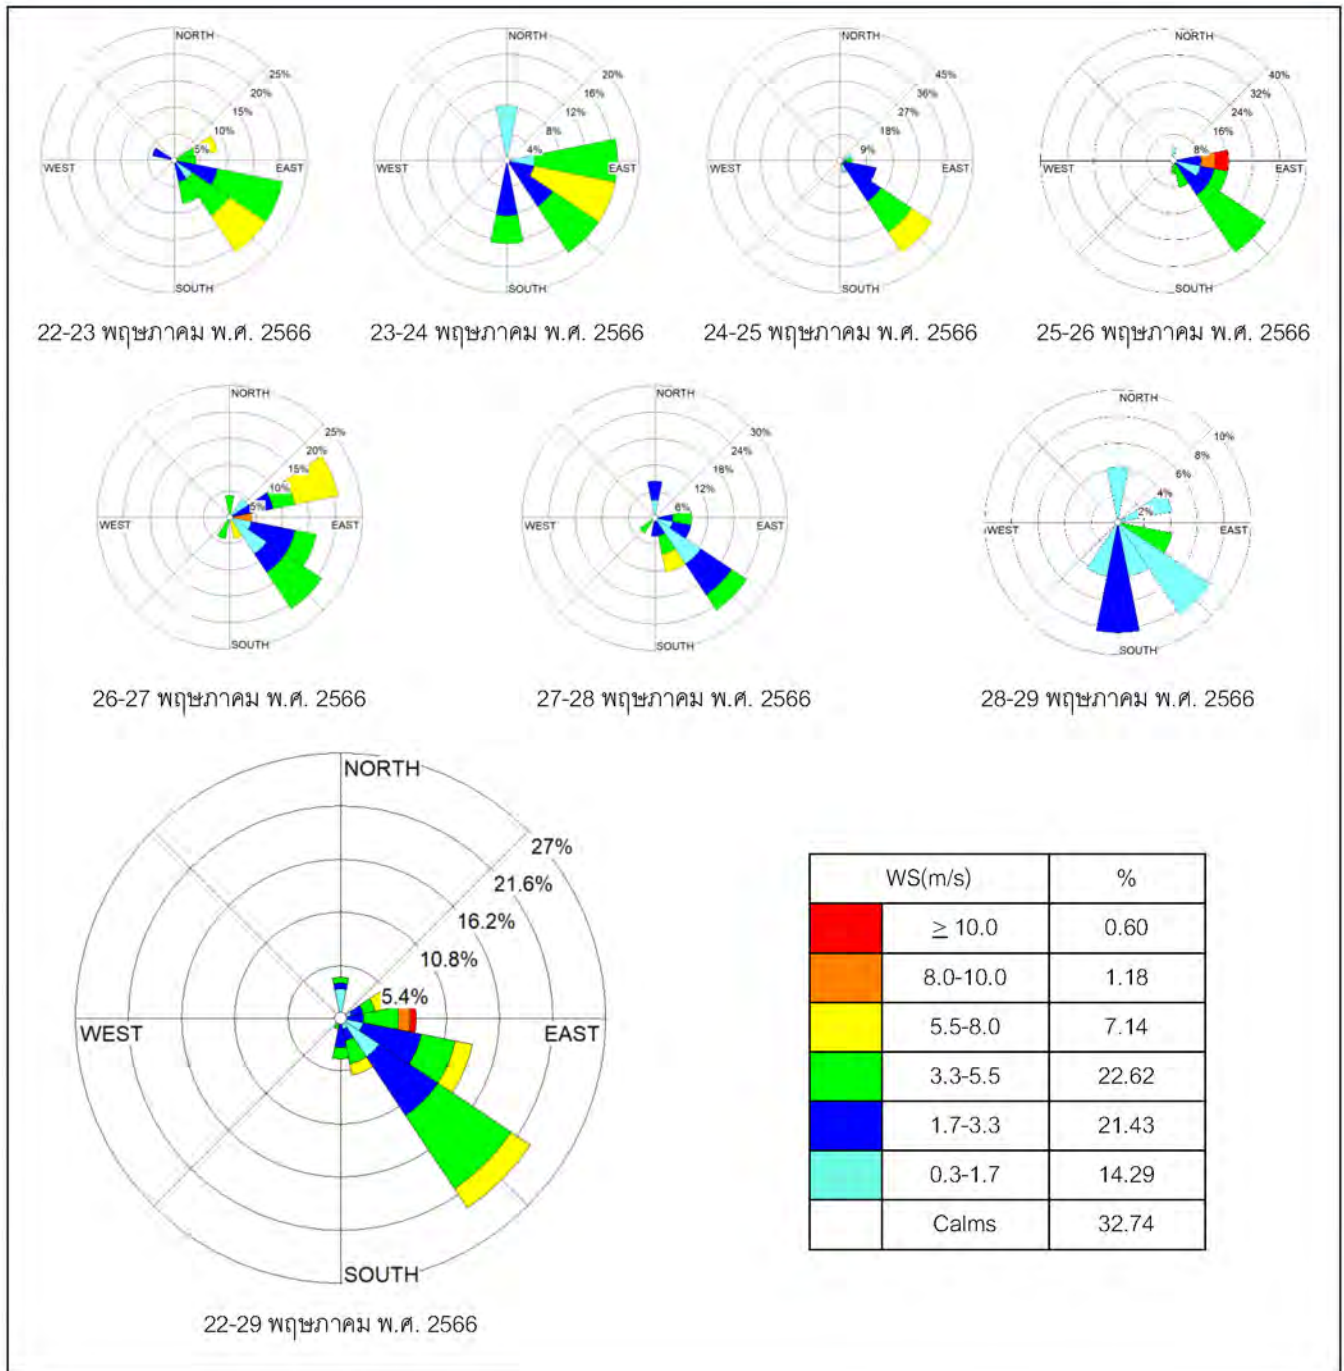 NORTH
25%
20%
15%
10%
5%
WEST
EAST
SOUTH
22-23 พฤษภาคม พ.ศ. 2566
NORTH
20%
16%
12%
8%
4%
WEST
EAST
SOUTH
23-24 พฤษภาคม พ.ศ. 2566
NORTH
45%
36%
27%
18%
9%
WEST
EAST
SOUTH
24-25 พฤษภาคม พ.ศ. 2566
NORTH
40%
32%
24%
16%
8%
WEST
EAST
SOUTH
25-26 พฤษภาคม พ.ศ. 2566
NORTH
25%
20%
15%
10%
5%
WEST
EAST
SOUTH
26-27 พฤษภาคม พ.ศ. 2566
NORTH
30%
24%
18%
12%
6%
WEST
EAST
SOUTH
27-28 พฤษภาคม พ.ศ. 2566
NORTH
10%
8%
6%
4%
2%
WEST
EAST
SOUTH
28-29 พฤษภาคม พ.ศ. 2566
NORTH
27%
21.6%
16.2%
10.8%
5.4%
WEST
EAST
SOUTH
22-29 พฤษภาคม พ.ศ. 2566
WS(m/s) %
≥ 10.0 0.60
8.0-10.0 1.18
5.5-8.0 7.14
3.3-5.5 22.62
1.7-3.3 21.43
0.3-1.7 14.29
Calms 32.74